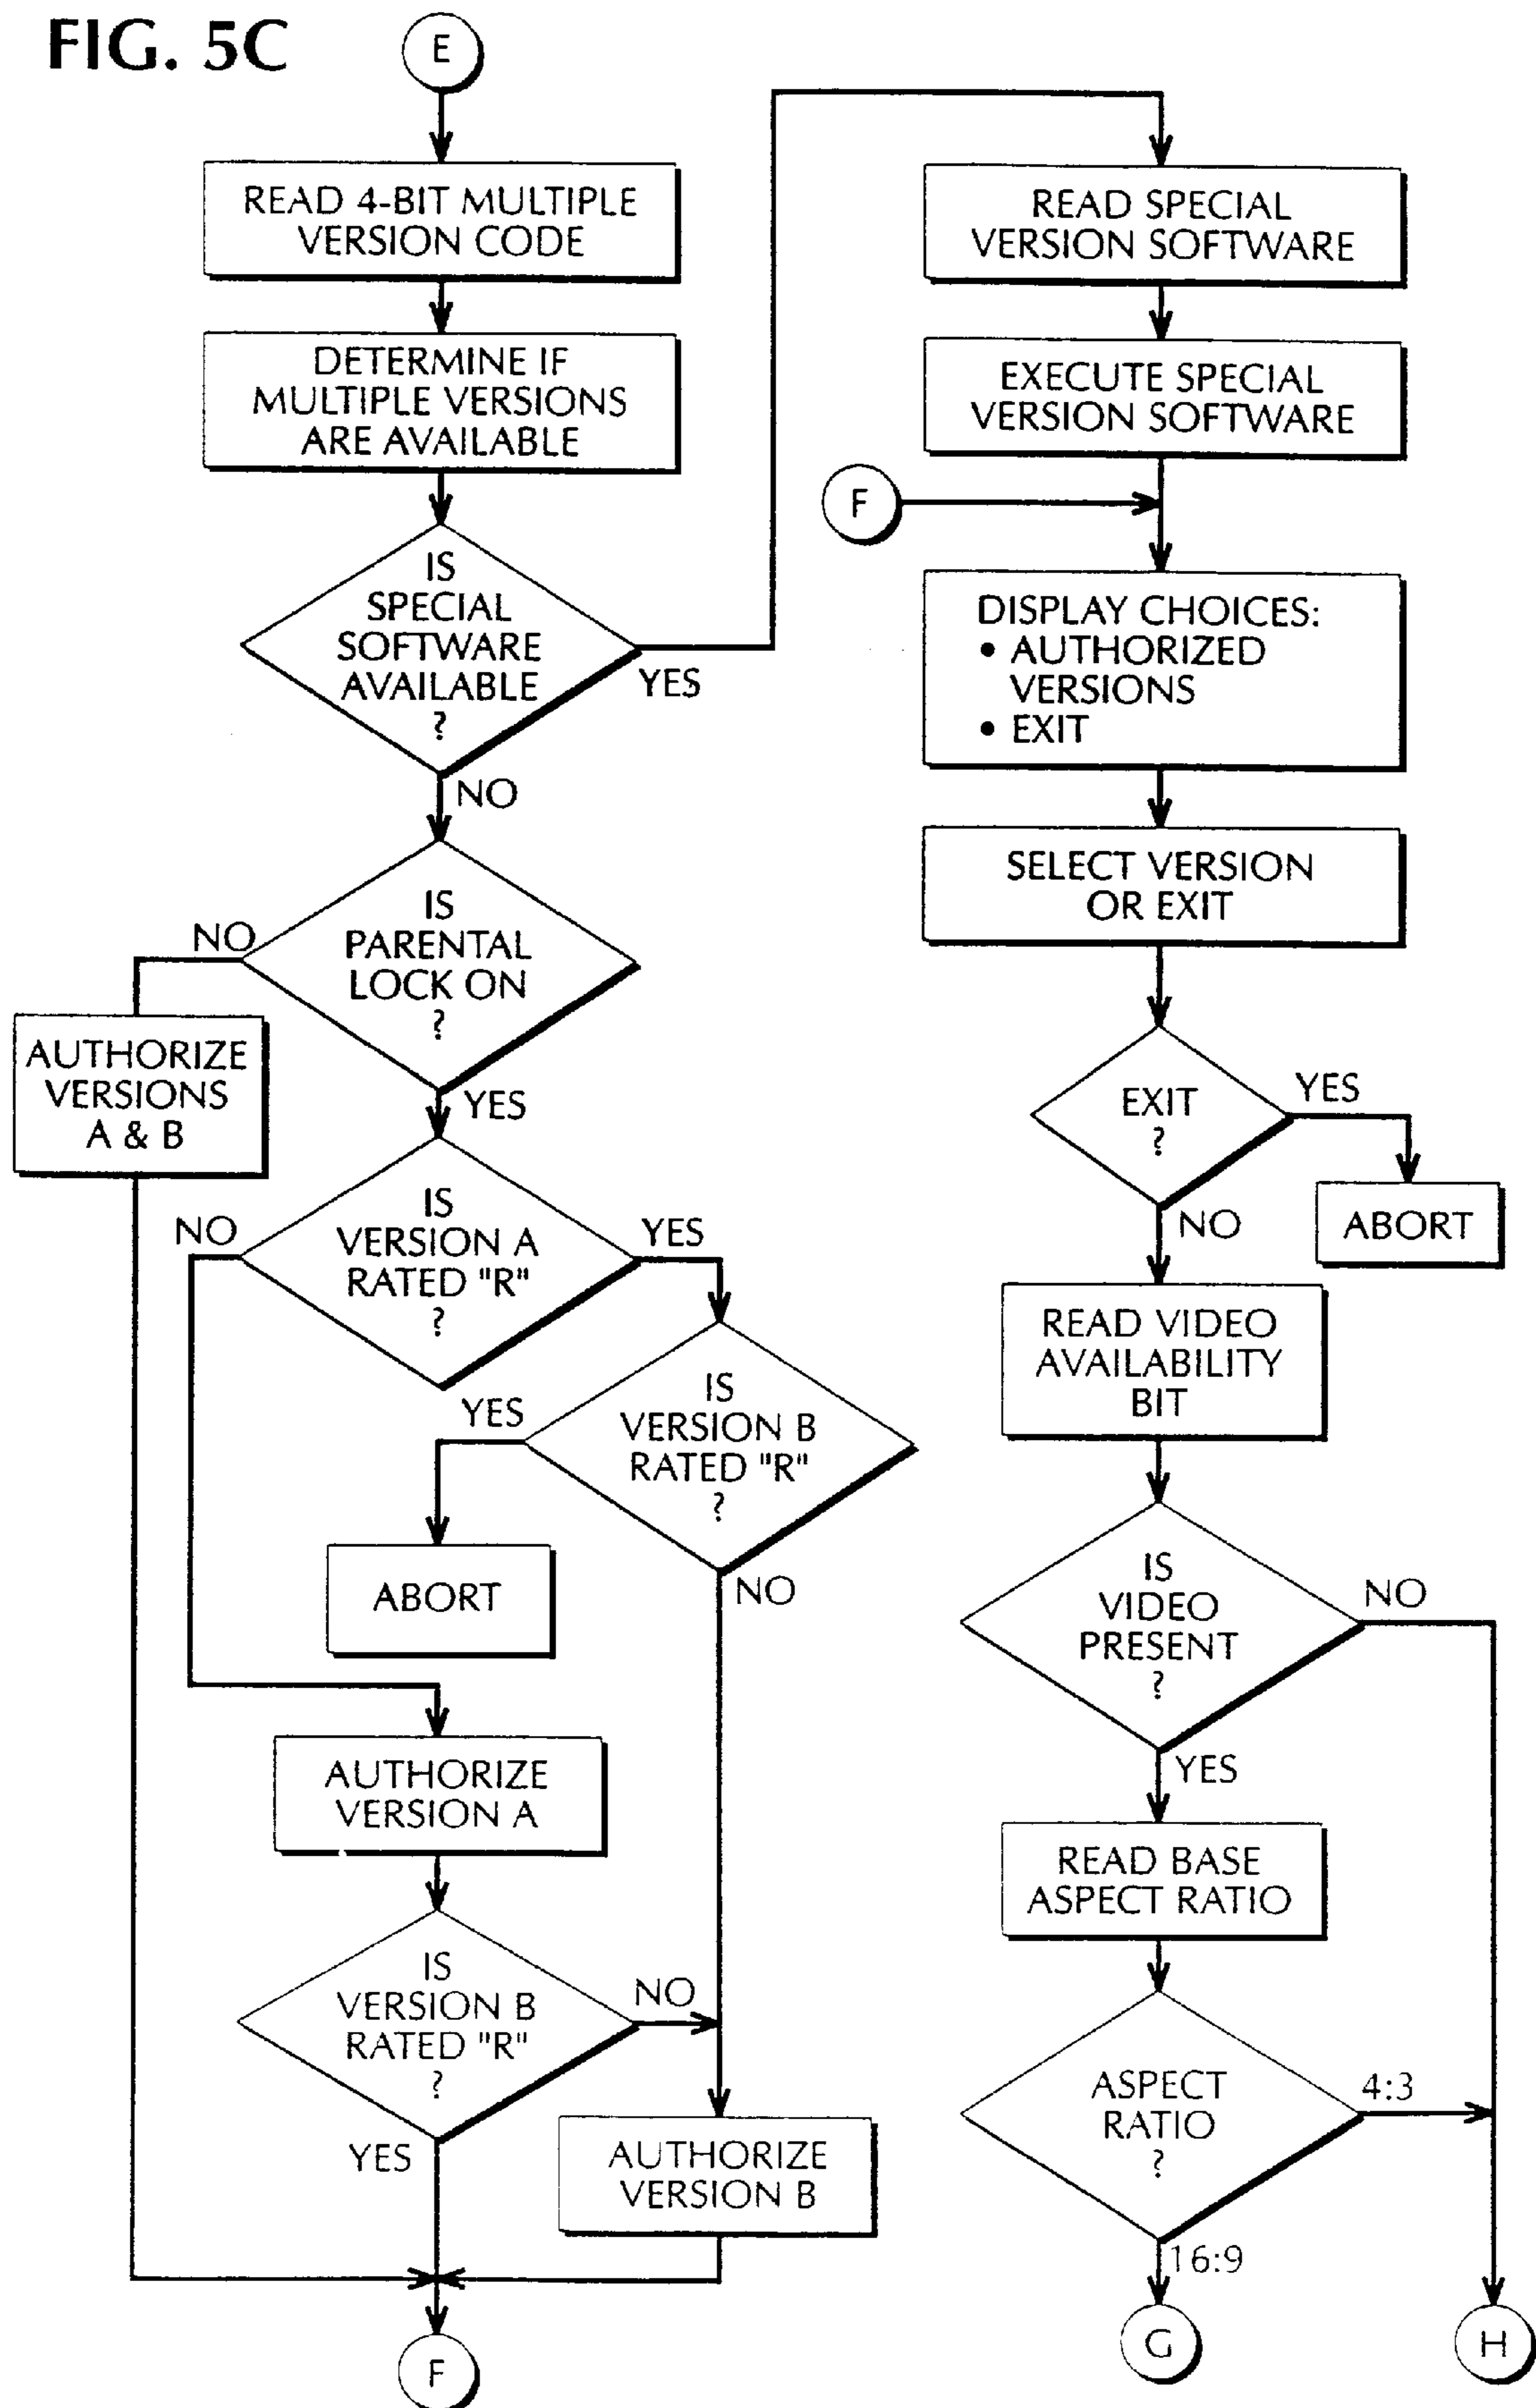 FIG. 5C
E
READ 4-BIT MULTIPLE
VERSION CODE
DETERMINE IF
MULTIPLE VERSIONS
ARE AVAILABLE
IS
SPECIAL
SOFTWARE
AVAILABLE
?
YES
NO
IS
PARENTAL
LOCK ON
?
NO
AUTHORIZE
VERSIONS
A & B
YES
IS
VERSION A
RATED "R"
?
NO
YES
IS
VERSION B
RATED "R"
?
YES
ABORT
NO
AUTHORIZE
VERSION A
IS
VERSION B
RATED "R"
?
NO
YES
AUTHORIZE
VERSION B
F
READ SPECIAL
VERSION SOFTWARE
EXECUTE SPECIAL
VERSION SOFTWARE
F
DISPLAY CHOICES:
• AUTHORIZED
VERSIONS
• EXIT
SELECT VERSION
OR EXIT
EXIT
?
YES
ABORT
NO
READ VIDEO
AVAILABILITY
BIT
IS
VIDEO
PRESENT
?
NO
YES
READ BASE
ASPECT RATIO
ASPECT
RATIO
?
4:3
16:9
G
H